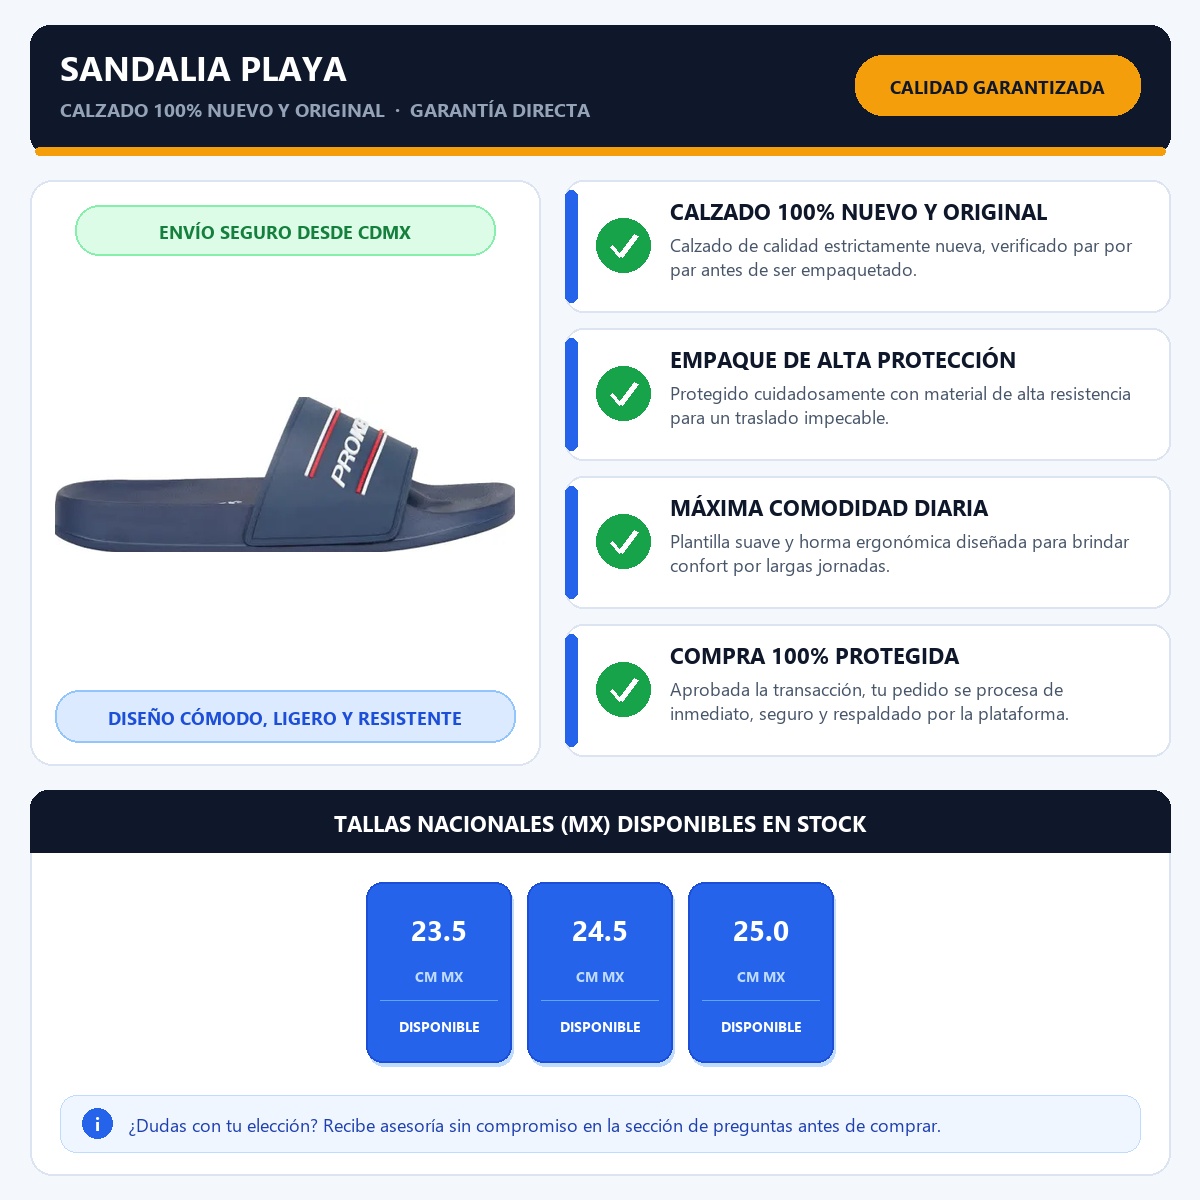 SANDALIA PLAYA
CALZADO 100% NUEVO Y ORIGINAL · GARANTÍA DIRECTA
CALIDAD GARANTIZADA
ENVÍO SEGURO DESDE CDMX
DISEÑO CÓMODO, LIGERO Y RESISTENTE
CALZADO 100% NUEVO Y ORIGINAL
Calzado de calidad estrictamente nueva, verificado par por
par antes de ser empaquetado.
EMPAQUE DE ALTA PROTECCIÓN
Protegido cuidadosamente con material de alta resistencia
para un traslado impecable.
MÁXIMA COMODIDAD DIARIA
Plantilla suave y horma ergonómica diseñada para brindar
confort por largas jornadas.
COMPRA 100% PROTEGIDA
Aprobada la transacción, tu pedido se procesa de
inmediato, seguro y respaldado por la plataforma.
TALLAS NACIONALES (MX) DISPONIBLES EN STOCK
23.5
CM MX
DISPONIBLE
24.5
CM MX
DISPONIBLE
25.0
CM MX
DISPONIBLE
¿Dudas con tu elección? Recibe asesoría sin compromiso en la sección de preguntas antes de comprar.